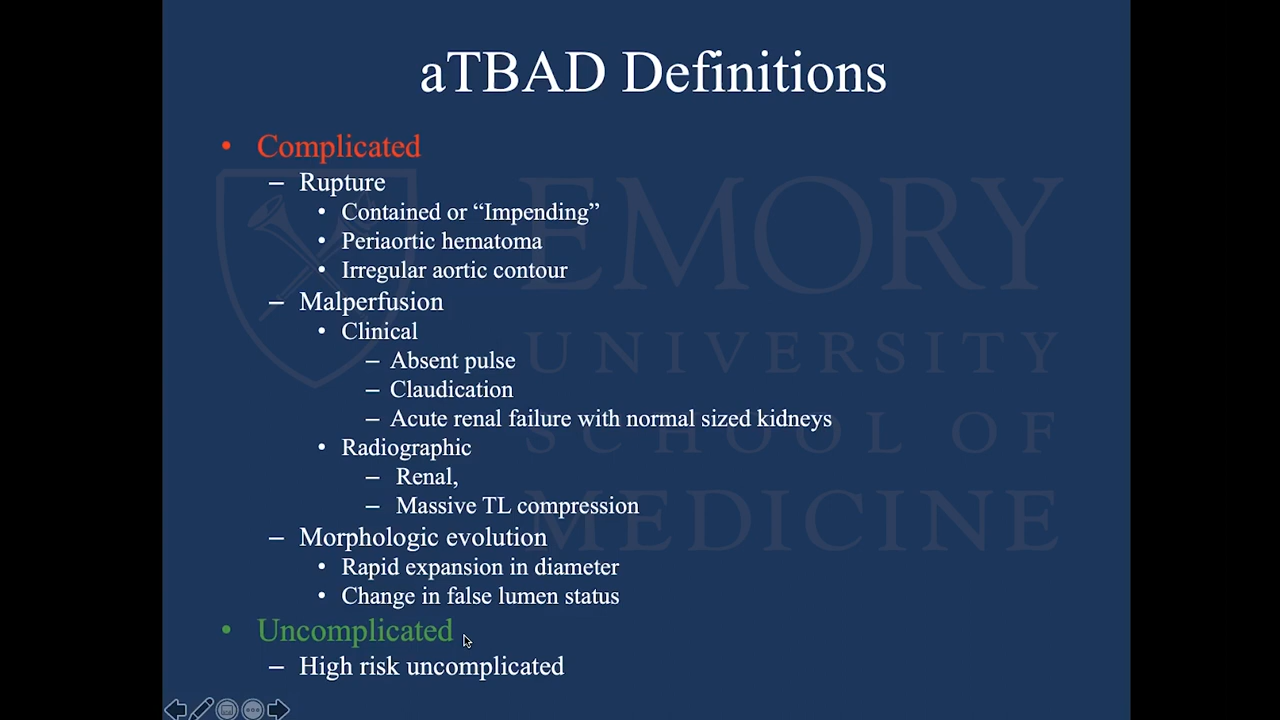 aTBAD Definitions
• Complicated
– Rupture
• Contained or “Impending”
• Periaortic hematoma
• Irregular aortic contour
– Malperfusion
• Clinical
– Absent pulse
– Claudication
– Acute renal failure with normal sized kidneys
• Radiographic
– Renal,
– Massive TL compression
– Morphologic evolution
• Rapid expansion in diameter
• Change in false lumen status
• Uncomplicated
– High risk uncomplicated
EMORY
UNIVERSITY
SCHOOL OF
MEDICINE